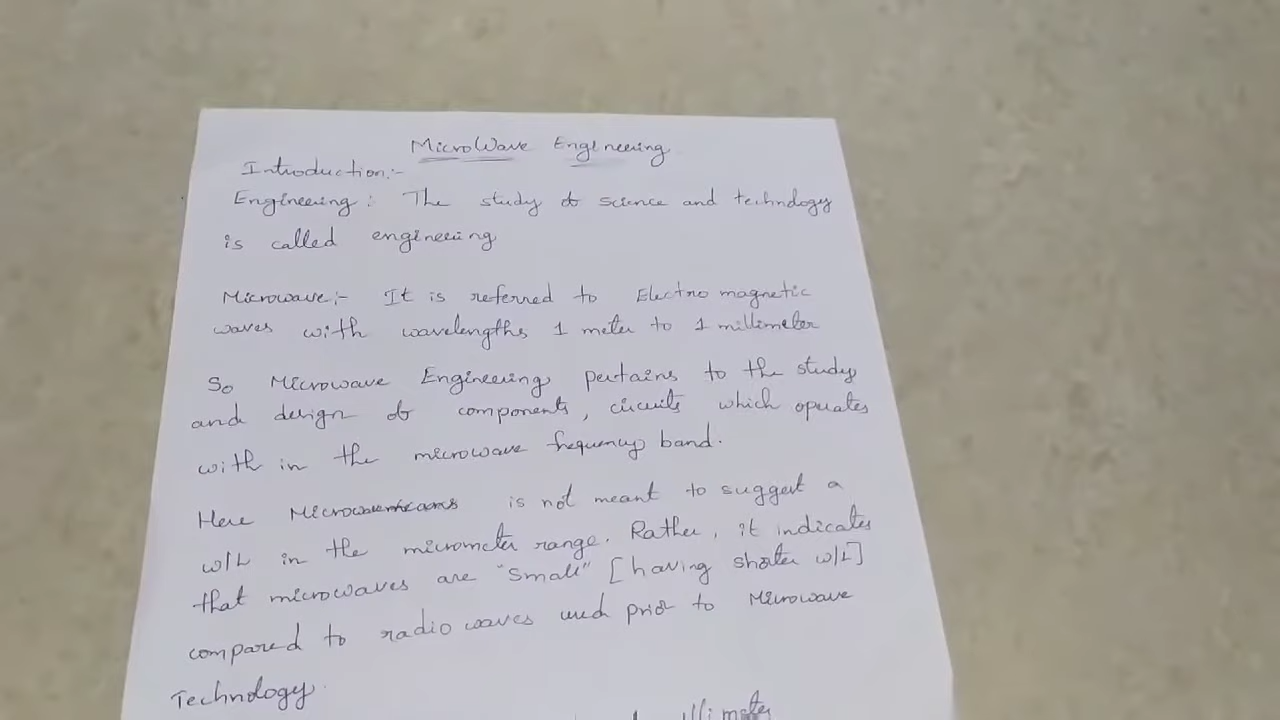 MicroWave Engineering
Introduction:-
Engineering: The study of science and technology
is called engineering
Microwave:- It is referred to Electro magnetic
waves with wavelengths 1 meter to 1 millimeter
So Microwave Engineering pertains to the study
and design of components, circuits which operates
with in the microwave frequency band.
Here Microwave is not meant to suggest a
w/L in the micrometer range. Rather, it indicates
that microwaves are "small" [having shorter w/L]
compared to radio waves used prior to Microwave
Technology.